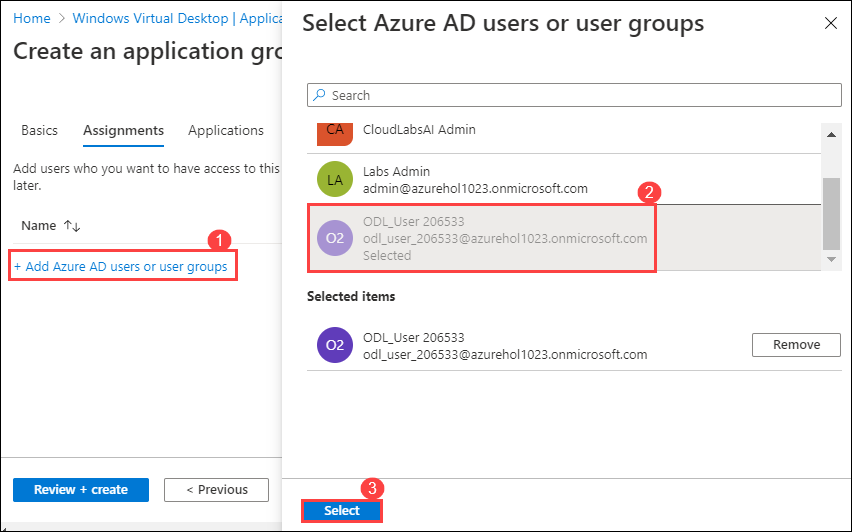 Home > Windows Virtual Desktop | Applica
Create an application gro
Basics Assignments Applications
Add users who you want to have access to this
later.
Name ↑↓
1
+ Add Azure AD users or user groups
Review + create
< Previous
Select Azure AD users or user groups
Search
CA
CloudLabsAI Admin
LA
Labs Admin
admin@azurehol1023.onmicrosoft.com
2
O2
ODL_User 206533
odl_user_206533@azurehol1023.onmicrosoft.com
Selected
Selected items
O2
ODL_User 206533
odl_user_206533@azurehol1023.onmicrosoft.com
Remove
3
Select